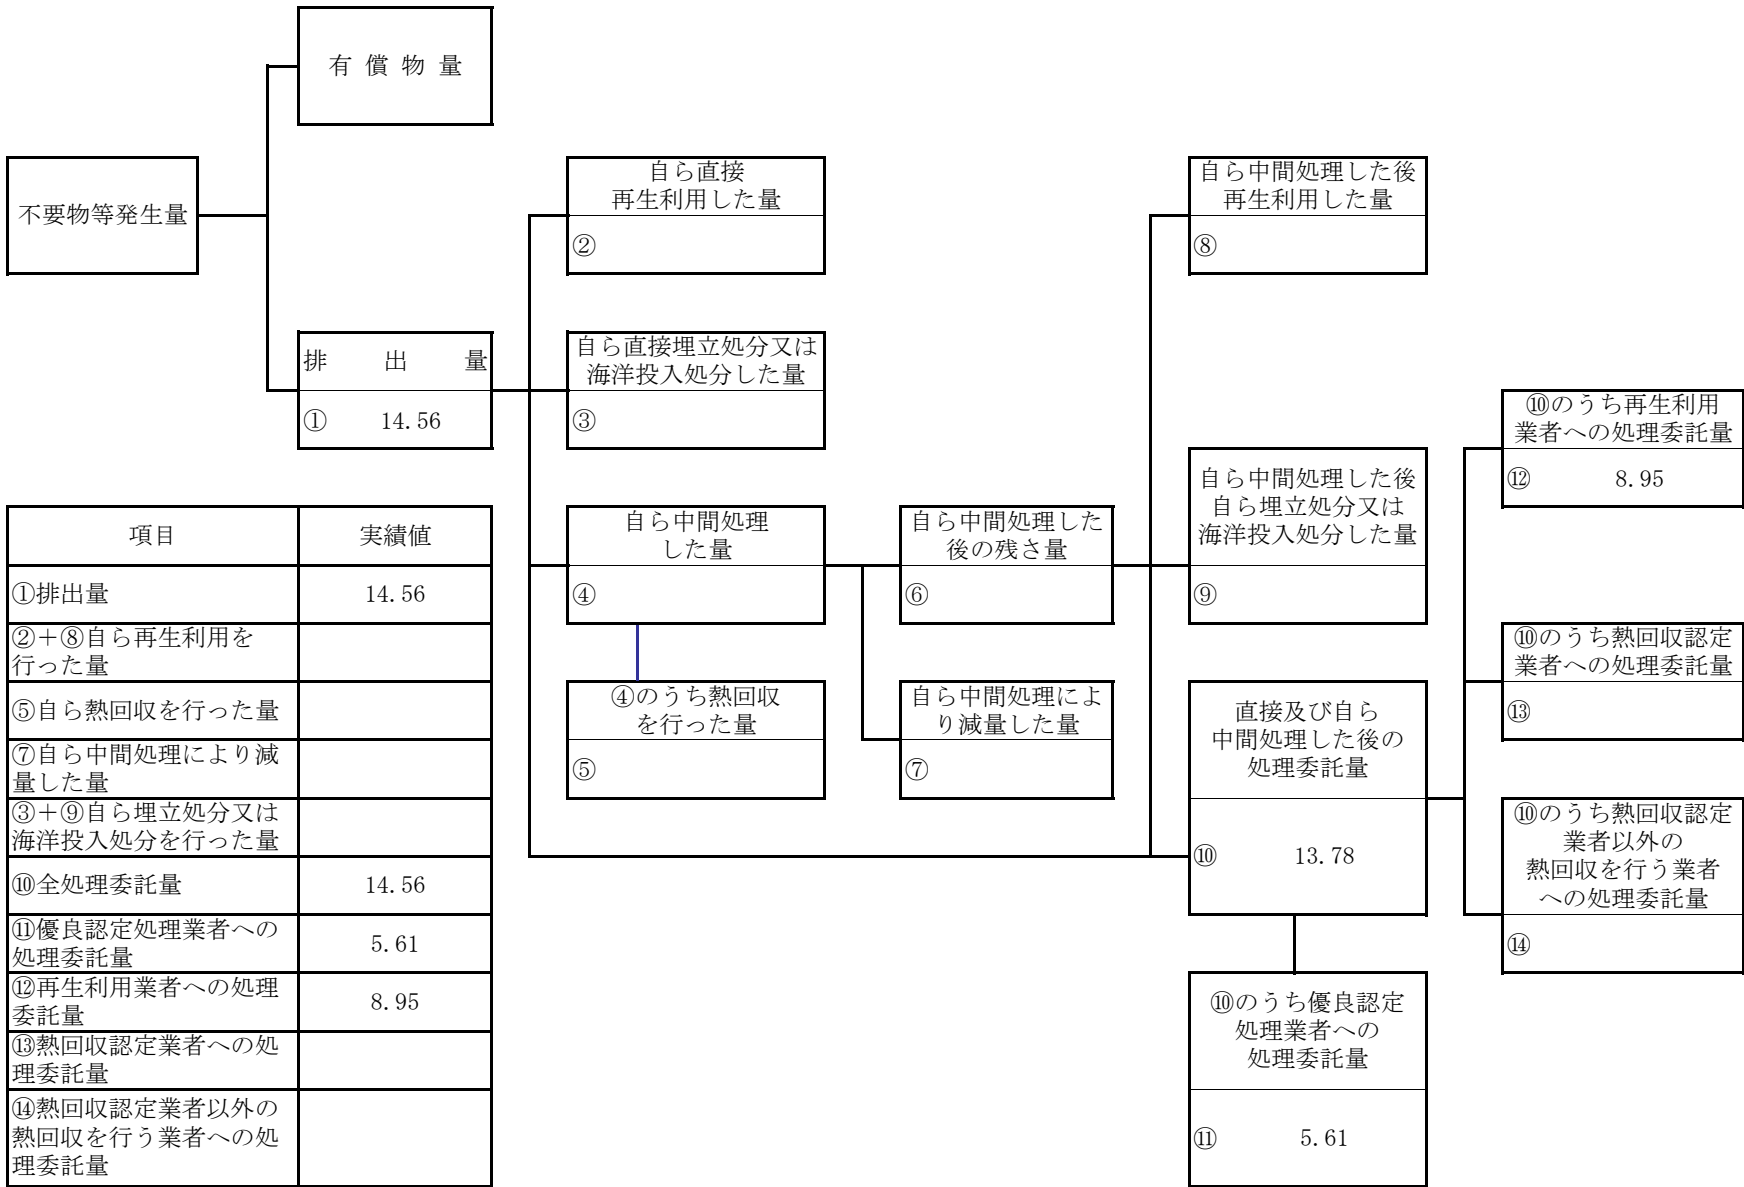 有 償 物 量
不要物等発生量
排 出 量
① 14.56
自ら直接
再生利用した量
②
自ら直接埋立処分又は
海洋投入処分した量
③
自ら中間処理
した量
④
④のうち熱回収
を行った量
⑤
自ら中間処理した
後の残さ量
⑥
自ら中間処理によ
り減量した量
⑦
自ら中間処理した後
再生利用した量
⑧
自ら中間処理した後
自ら埋立処分又は
海洋投入処分した量
⑨
直接及び自ら
中間処理した後の
処理委託量
⑩ 13.78
⑩のうち優良認定
処理業者への
処理委託量
⑪ 5.61
⑩のうち再生利用
業者への処理委託量
⑫ 8.95
⑩のうち熱回収認定
業者への処理委託量
⑬
⑩のうち熱回収認定
業者以外の
熱回収を行う業者
への処理委託量
⑭
項目 実績値
①排出量 14.56
②＋⑧自ら再生利用を
行った量
⑤自ら熱回収を行った量
⑦自ら中間処理により減
量した量
③＋⑨自ら埋立処分又は
海洋投入処分を行った量
⑩全処理委託量 14.56
⑪優良認定処理業者への
処理委託量 5.61
⑫再生利用業者への処理
委託量 8.95
⑬熱回収認定業者への処
理委託量
⑭熱回収認定業者以外の
熱回収を行う業者への処
理委託量